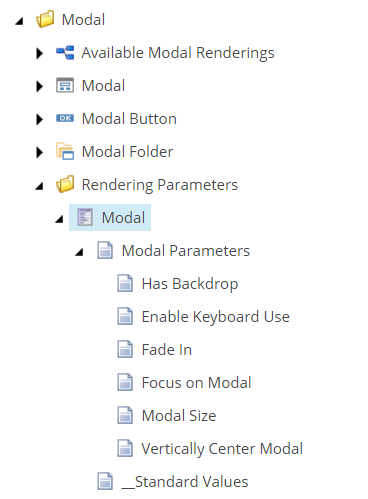 Modal
Available Modal Renderings
Modal
OK Modal Button
Modal Folder
Rendering Parameters
Modal
Modal Parameters
Has Backdrop
Enable Keyboard Use
Fade In
Focus on Modal
Modal Size
Vertically Center Modal
__Standard Values